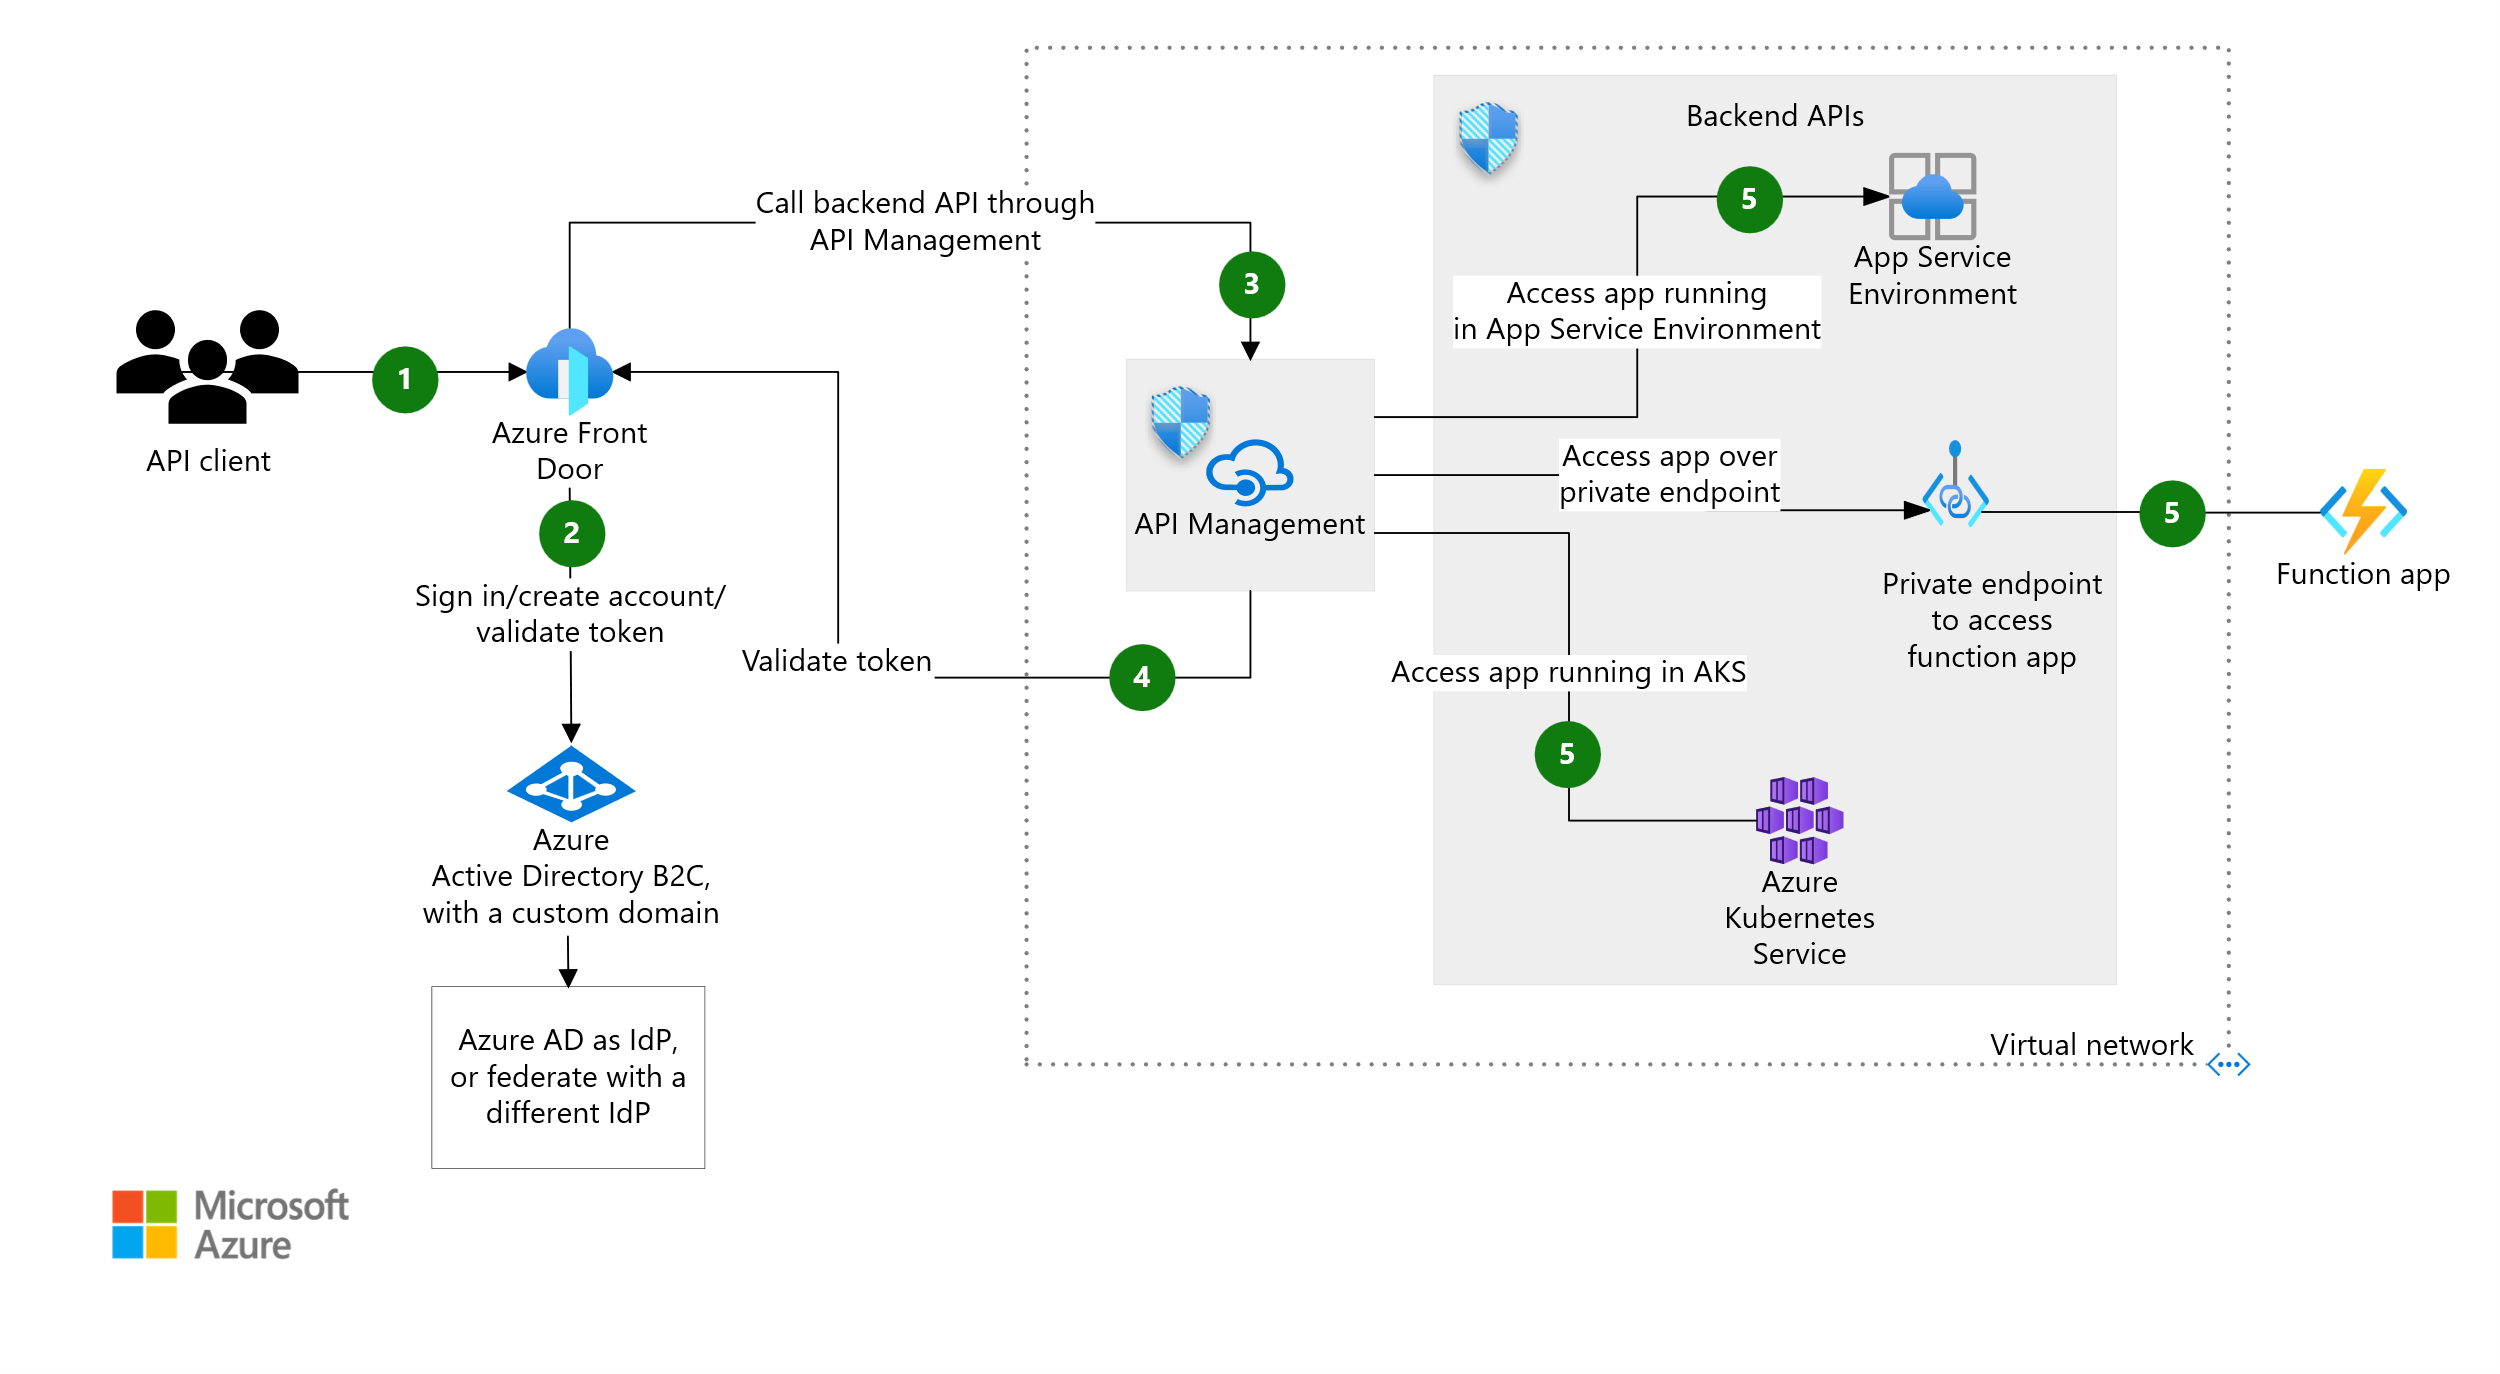 Backend APIs
5
App Service
Environment
Call backend API through
API Management
3
Access app running
in App Service Environment
1
API client
Azure Front
Door
2
Sign in/create account/
validate token
API Management
Access app over
private endpoint
5
Function app
Private endpoint
to access
function app
Validate token
4
Access app running in AKS
5
Azure
Kubernetes
Service
Azure
Active Directory B2C,
with a custom domain
Azure AD as IdP,
or federate with a
different IdP
Virtual network
Microsoft
Azure